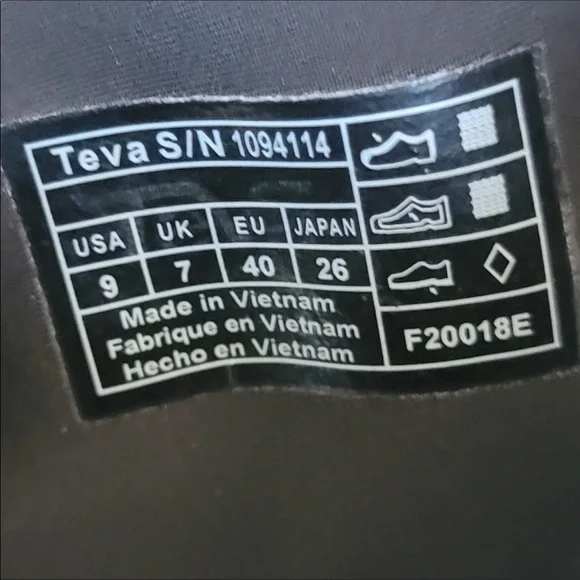 Teva S/N 1094114
USA UK EU JAPAN
9 7 40 26
Made in Vietnam
Fabrique en Vietnam
Hecho en Vietnam
F20018E